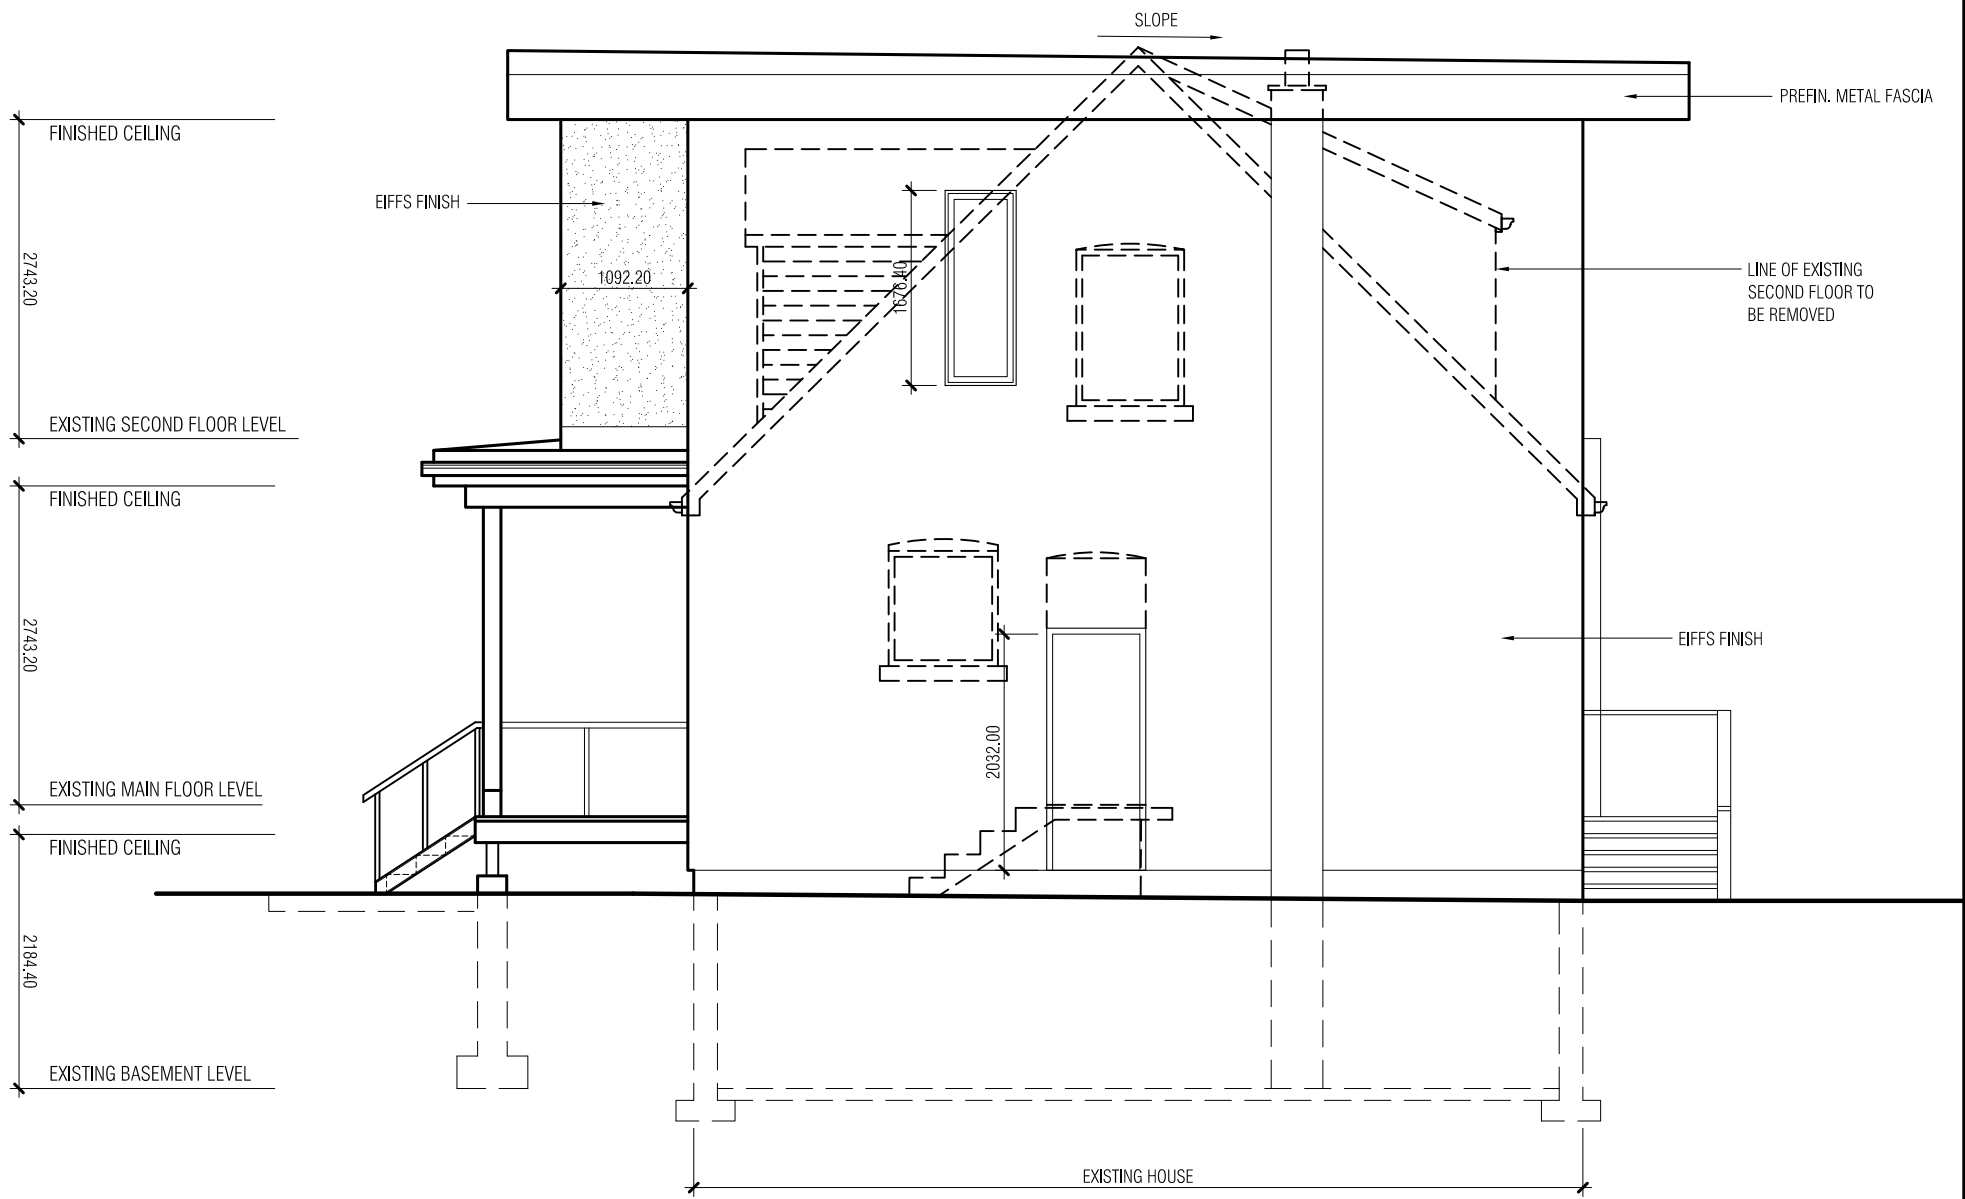 SLOPE
PREFIN. METAL FASCIA
FINISHED CEILING
EIFFS FINISH
2743.20
1092.20
1676.40
LINE OF EXISTING
SECOND FLOOR TO
BE REMOVED
EXISTING SECOND FLOOR LEVEL
FINISHED CEILING
2743.20
EIFFS FINISH
2032.00
EXISTING MAIN FLOOR LEVEL
FINISHED CEILING
2184.40
EXISTING BASEMENT LEVEL
EXISTING HOUSE